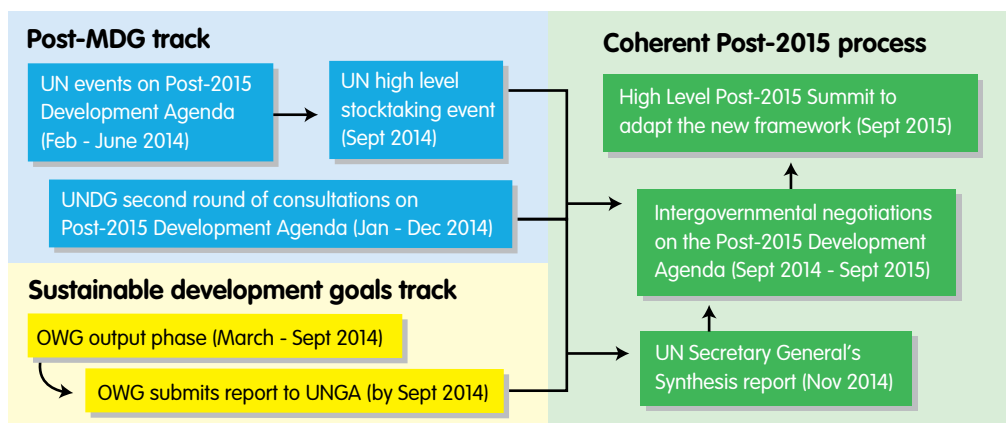 Post-MDG track
UN events on Post-2015
Development Agenda
(Feb - June 2014)
UN high level
stocktaking event
(Sept 2014)
UNDG second round of consultations on
Post-2015 Development Agenda (Jan - Dec 2014)
Sustainable development goals track
OWG output phase (March - Sept 2014)
OWG submits report to UNGA (by Sept 2014)
Coherent Post-2015 process
High Level Post-2015 Summit to
adapt the new framework (Sept 2015)
Intergovernmental negotiations
on the Post-2015 Development
Agenda (Sept 2014 - Sept 2015)
UN Secretary General's
Synthesis report (Nov 2014)